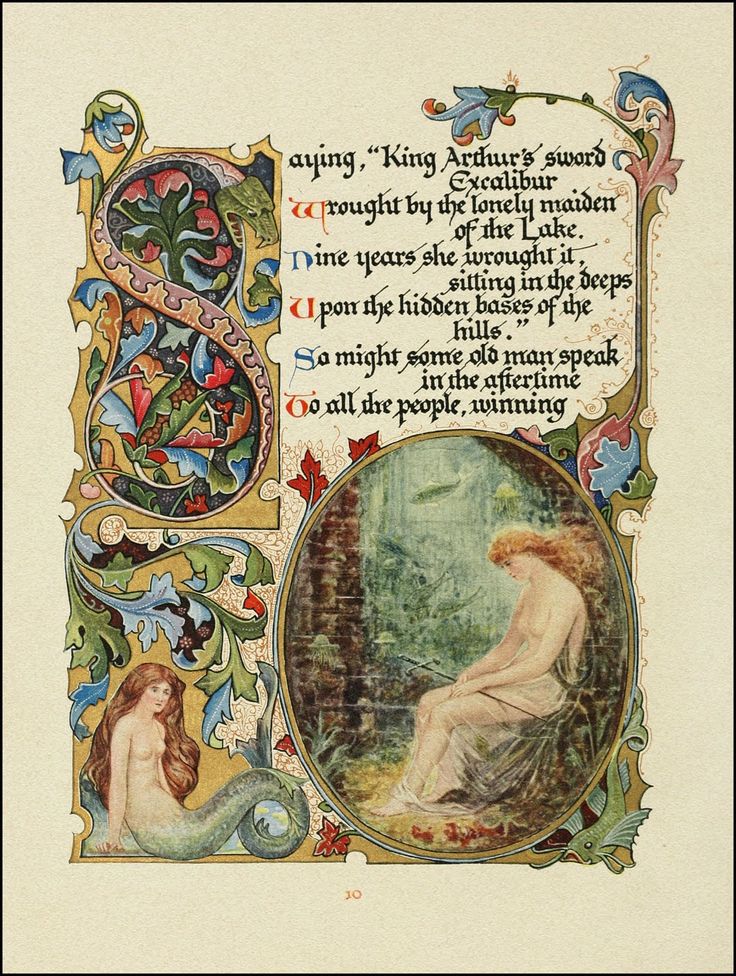 Saying, "King Arthur's sword
Excalibur
Wrought by the lonely maiden
of the Lake.
Nine years she wrought it,
sitting in the deeps
Upon the hidden bases of the
hills."
So might some old man speak
in the aftertime
To all the people, winning
10